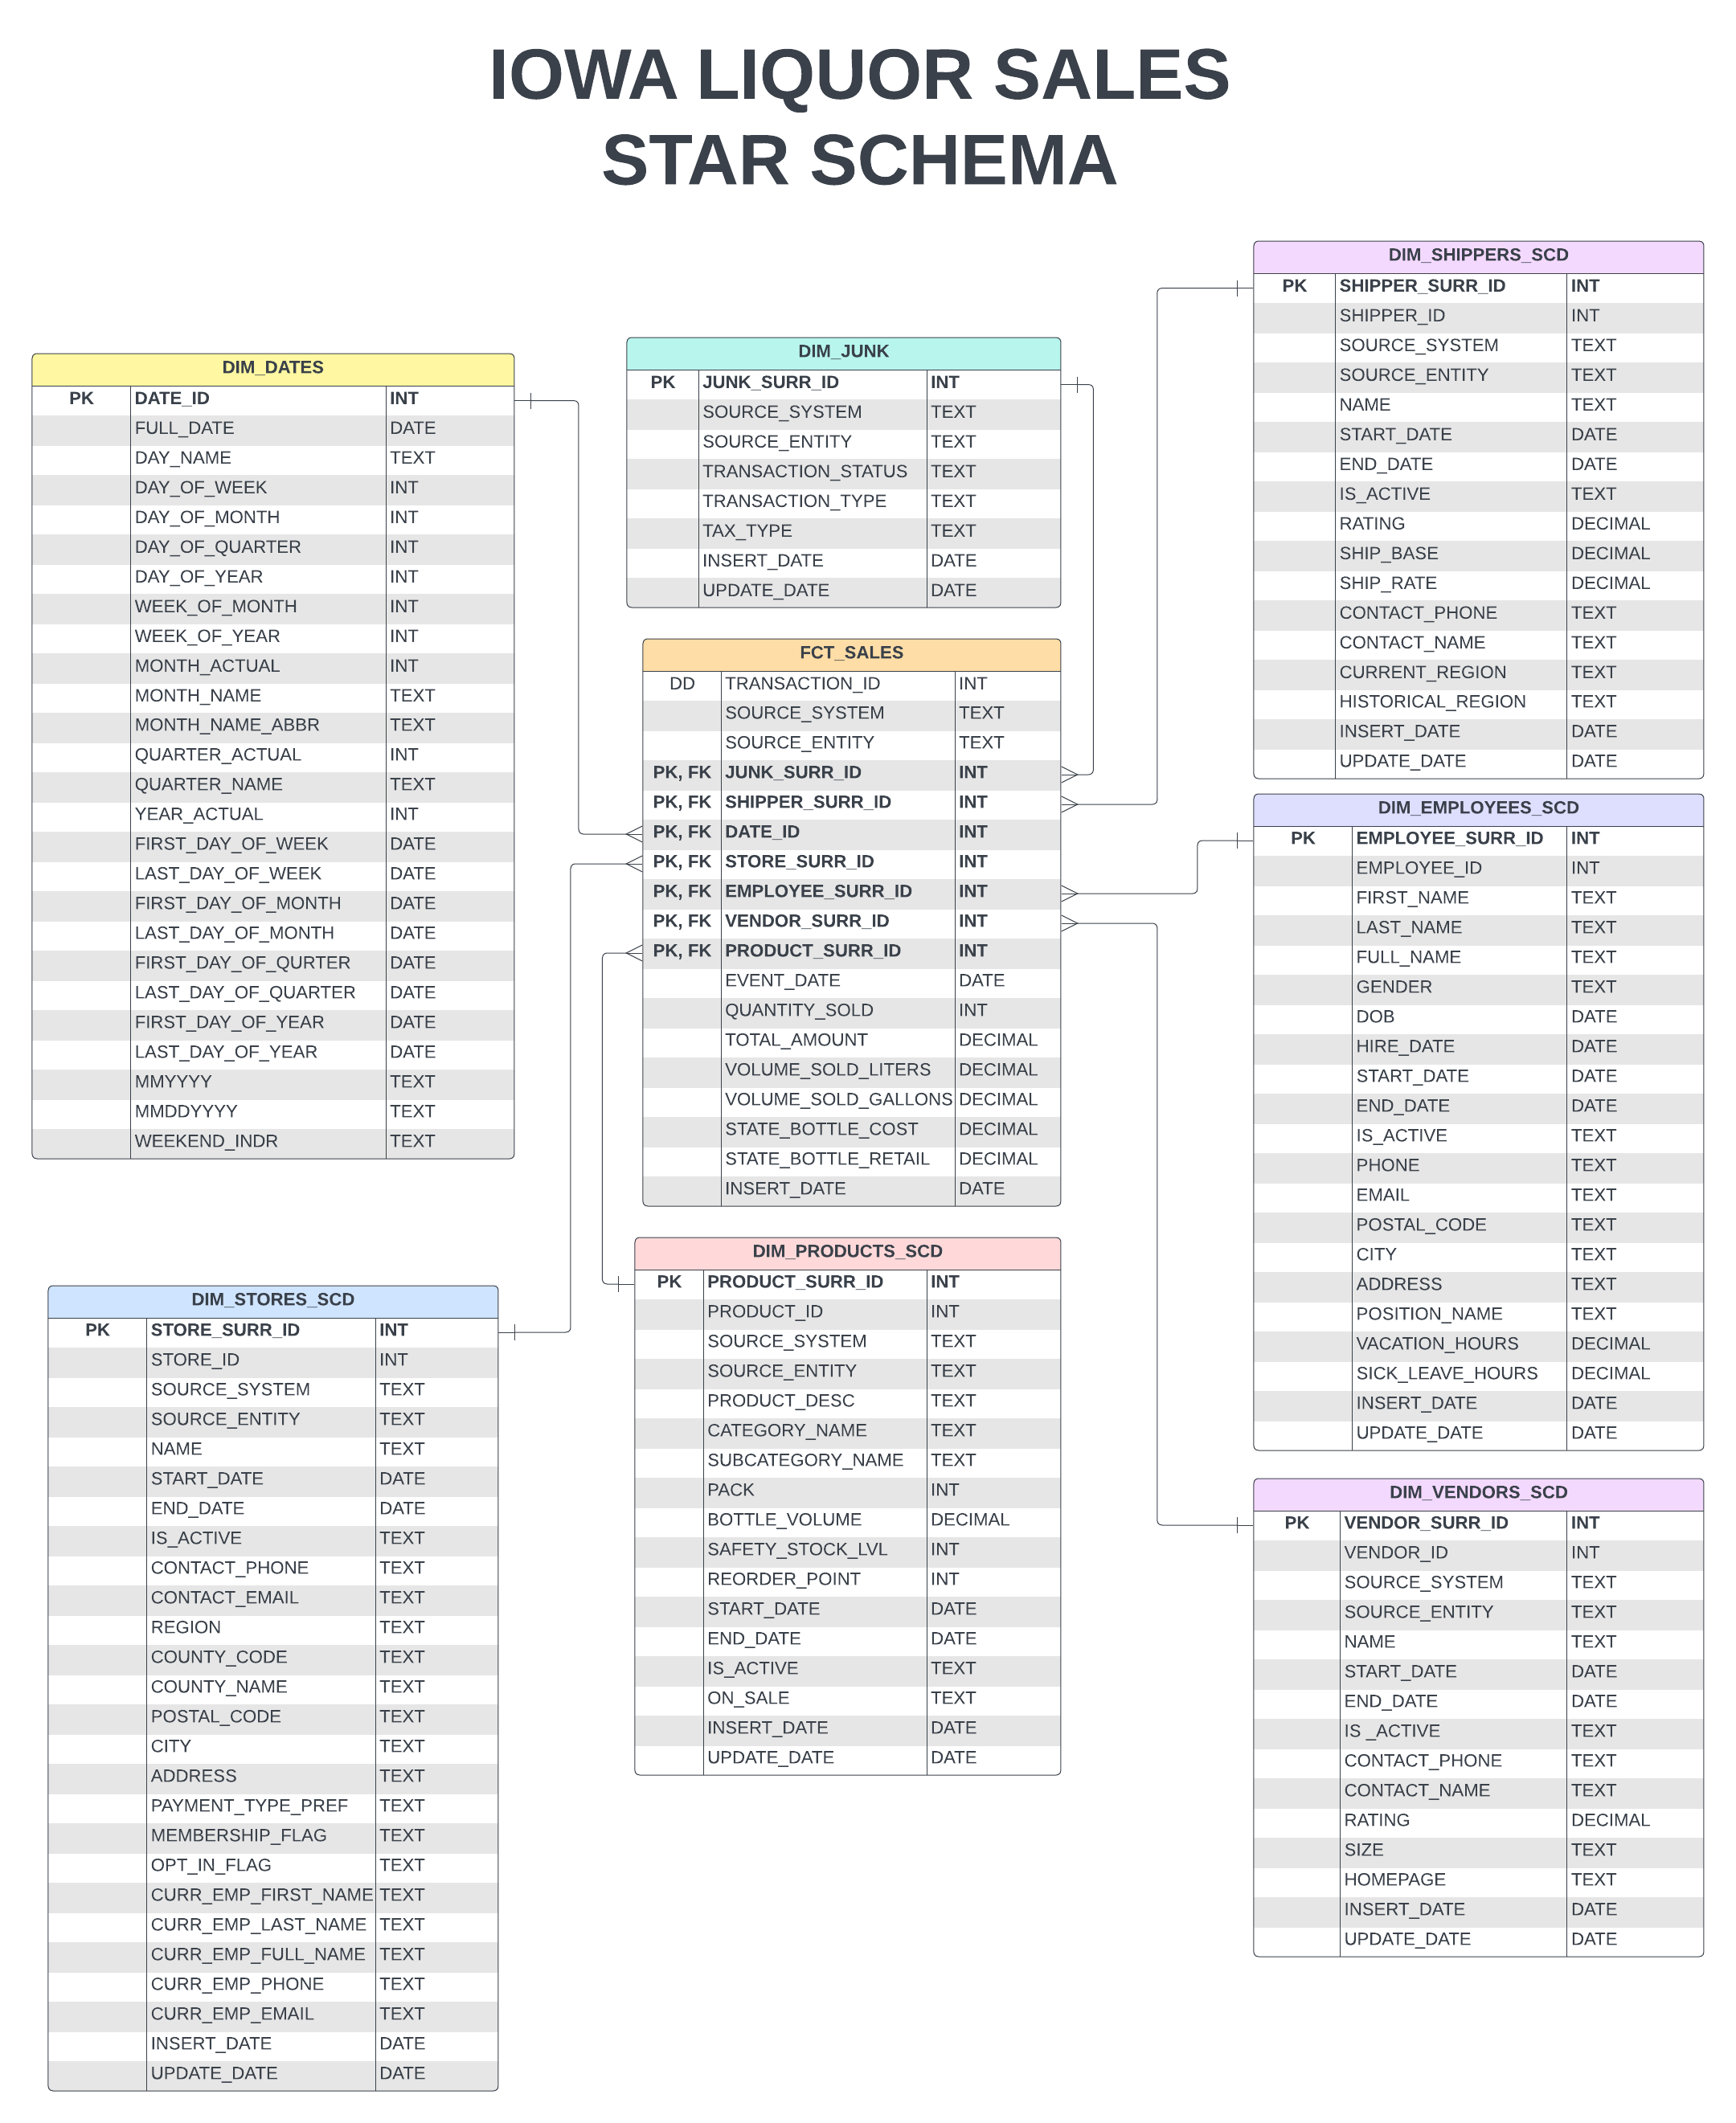 IOWA LIQUOR SALES
STAR SCHEMA
DIM_DATES
PK DATE_ID INT
FULL_DATE DATE
DAY_NAME TEXT
DAY_OF_WEEK INT
DAY_OF_MONTH INT
DAY_OF_QUARTER INT
DAY_OF_YEAR INT
WEEK_OF_MONTH INT
WEEK_OF_YEAR INT
MONTH_ACTUAL INT
MONTH_NAME TEXT
MONTH_NAME_ABBR TEXT
QUARTER_ACTUAL INT
QUARTER_NAME TEXT
YEAR_ACTUAL INT
FIRST_DAY_OF_WEEK DATE
LAST_DAY_OF_WEEK DATE
FIRST_DAY_OF_MONTH DATE
LAST_DAY_OF_MONTH DATE
FIRST_DAY_OF_QURTER DATE
LAST_DAY_OF_QUARTER DATE
FIRST_DAY_OF_YEAR DATE
LAST_DAY_OF_YEAR DATE
MMYYYY TEXT
MMDDYYYY TEXT
WEEKEND_INDR TEXT
DIM_STORES_SCD
PK STORE_SURR_ID INT
STORE_ID INT
SOURCE_SYSTEM TEXT
SOURCE_ENTITY TEXT
NAME TEXT
START_DATE DATE
END_DATE DATE
IS_ACTIVE TEXT
CONTACT_PHONE TEXT
CONTACT_EMAIL TEXT
REGION TEXT
COUNTY_CODE TEXT
COUNTY_NAME TEXT
POSTAL_CODE TEXT
CITY TEXT
ADDRESS TEXT
PAYMENT_TYPE_PREF TEXT
MEMBERSHIP_FLAG TEXT
OPT_IN_FLAG TEXT
CURR_EMP_FIRST_NAME TEXT
CURR_EMP_LAST_NAME TEXT
CURR_EMP_FULL_NAME TEXT
CURR_EMP_PHONE TEXT
CURR_EMP_EMAIL TEXT
INSERT_DATE DATE
UPDATE_DATE DATE
DIM_JUNK
PK JUNK_SURR_ID INT
SOURCE_SYSTEM TEXT
SOURCE_ENTITY TEXT
TRANSACTION_STATUS TEXT
TRANSACTION_TYPE TEXT
TAX_TYPE TEXT
INSERT_DATE DATE
UPDATE_DATE DATE
FCT_SALES
DD TRANSACTION_ID INT
SOURCE_SYSTEM TEXT
SOURCE_ENTITY TEXT
PK, FK JUNK_SURR_ID INT
PK, FK SHIPPER_SURR_ID INT
PK, FK DATE_ID INT
PK, FK STORE_SURR_ID INT
PK, FK EMPLOYEE_SURR_ID INT
PK, FK VENDOR_SURR_ID INT
PK, FK PRODUCT_SURR_ID INT
EVENT_DATE DATE
QUANTITY_SOLD INT
TOTAL_AMOUNT DECIMAL
VOLUME_SOLD_LITERS DECIMAL
VOLUME_SOLD_GALLONS DECIMAL
STATE_BOTTLE_COST DECIMAL
STATE_BOTTLE_RETAIL DECIMAL
INSERT_DATE DATE
DIM_PRODUCTS_SCD
PK PRODUCT_SURR_ID INT
PRODUCT_ID INT
SOURCE_SYSTEM TEXT
SOURCE_ENTITY TEXT
PRODUCT_DESC TEXT
CATEGORY_NAME TEXT
SUBCATEGORY_NAME TEXT
PACK INT
BOTTLE_VOLUME DECIMAL
SAFETY_STOCK_LVL INT
REORDER_POINT INT
START_DATE DATE
END_DATE DATE
IS_ACTIVE TEXT
ON_SALE TEXT
INSERT_DATE DATE
UPDATE_DATE DATE
DIM_SHIPPERS_SCD
PK SHIPPER_SURR_ID INT
SHIPPER_ID INT
SOURCE_SYSTEM TEXT
SOURCE_ENTITY TEXT
NAME TEXT
START_DATE DATE
END_DATE DATE
IS_ACTIVE TEXT
RATING DECIMAL
SHIP_BASE DECIMAL
SHIP_RATE DECIMAL
CONTACT_PHONE TEXT
CONTACT_NAME TEXT
CURRENT_REGION TEXT
HISTORICAL_REGION TEXT
INSERT_DATE DATE
UPDATE_DATE DATE
DIM_EMPLOYEES_SCD
PK EMPLOYEE_SURR_ID INT
EMPLOYEE_ID INT
FIRST_NAME TEXT
LAST_NAME TEXT
FULL_NAME TEXT
GENDER TEXT
DOB DATE
HIRE_DATE DATE
START_DATE DATE
END_DATE DATE
IS_ACTIVE TEXT
PHONE TEXT
EMAIL TEXT
POSTAL_CODE TEXT
CITY TEXT
ADDRESS TEXT
POSITION_NAME TEXT
VACATION_HOURS DECIMAL
SICK_LEAVE_HOURS DECIMAL
INSERT_DATE DATE
UPDATE_DATE DATE
DIM_VENDORS_SCD
PK VENDOR_SURR_ID INT
VENDOR_ID INT
SOURCE_SYSTEM TEXT
SOURCE_ENTITY TEXT
NAME TEXT
START_DATE DATE
END_DATE DATE
IS _ACTIVE TEXT
CONTACT_PHONE TEXT
CONTACT_NAME TEXT
RATING DECIMAL
SIZE TEXT
HOMEPAGE TEXT
INSERT_DATE DATE
UPDATE_DATE DATE